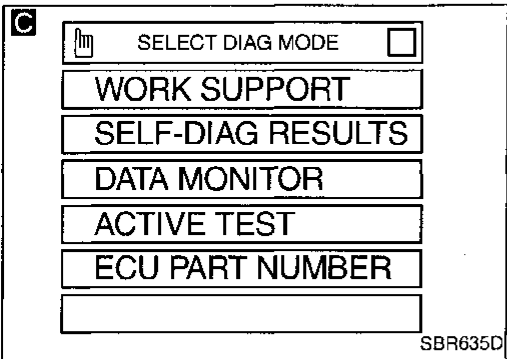 C
SELECT DIAG MODE
WORK SUPPORT
SELF-DIAG RESULTS
DATA MONITOR
ACTIVE TEST
ECU PART NUMBER
SBR635D